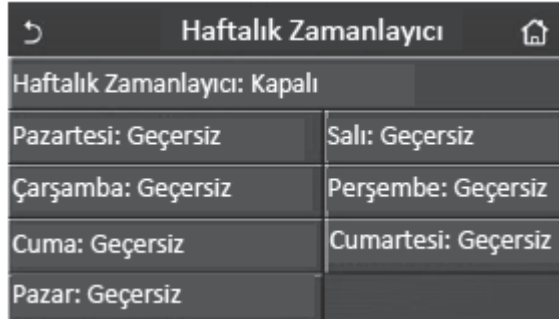 Haftalık Zamanlayıcı
Haftalık Zamanlayıcı: Kapalı
Pazartesi: Geçersiz
Salı: Geçersiz
Çarşamba: Geçersiz
Perşembe: Geçersiz
Cuma: Geçersiz
Cumartesi: Geçersiz
Pazar: Geçersiz